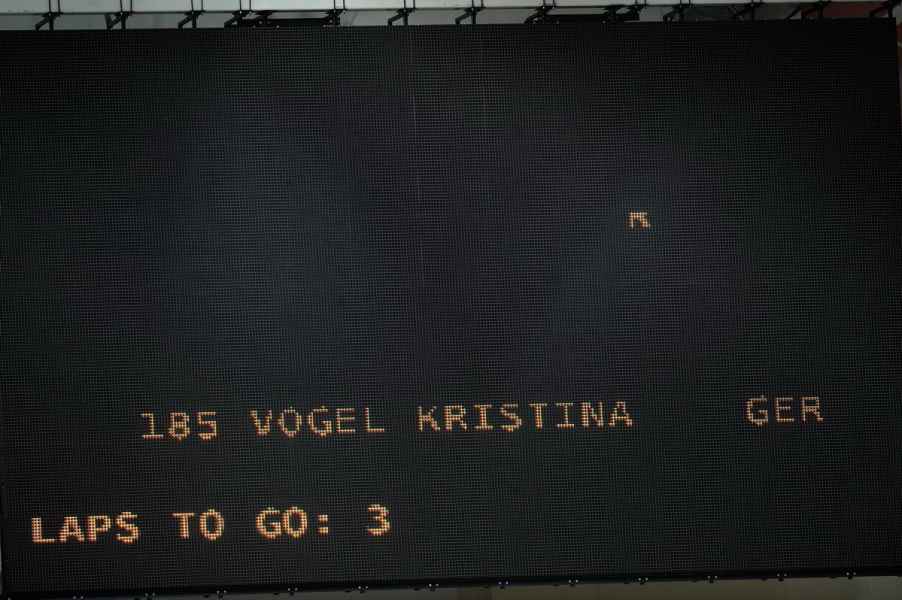 185 VOGEL KRISTINA GER
LAPS TO GO: 3